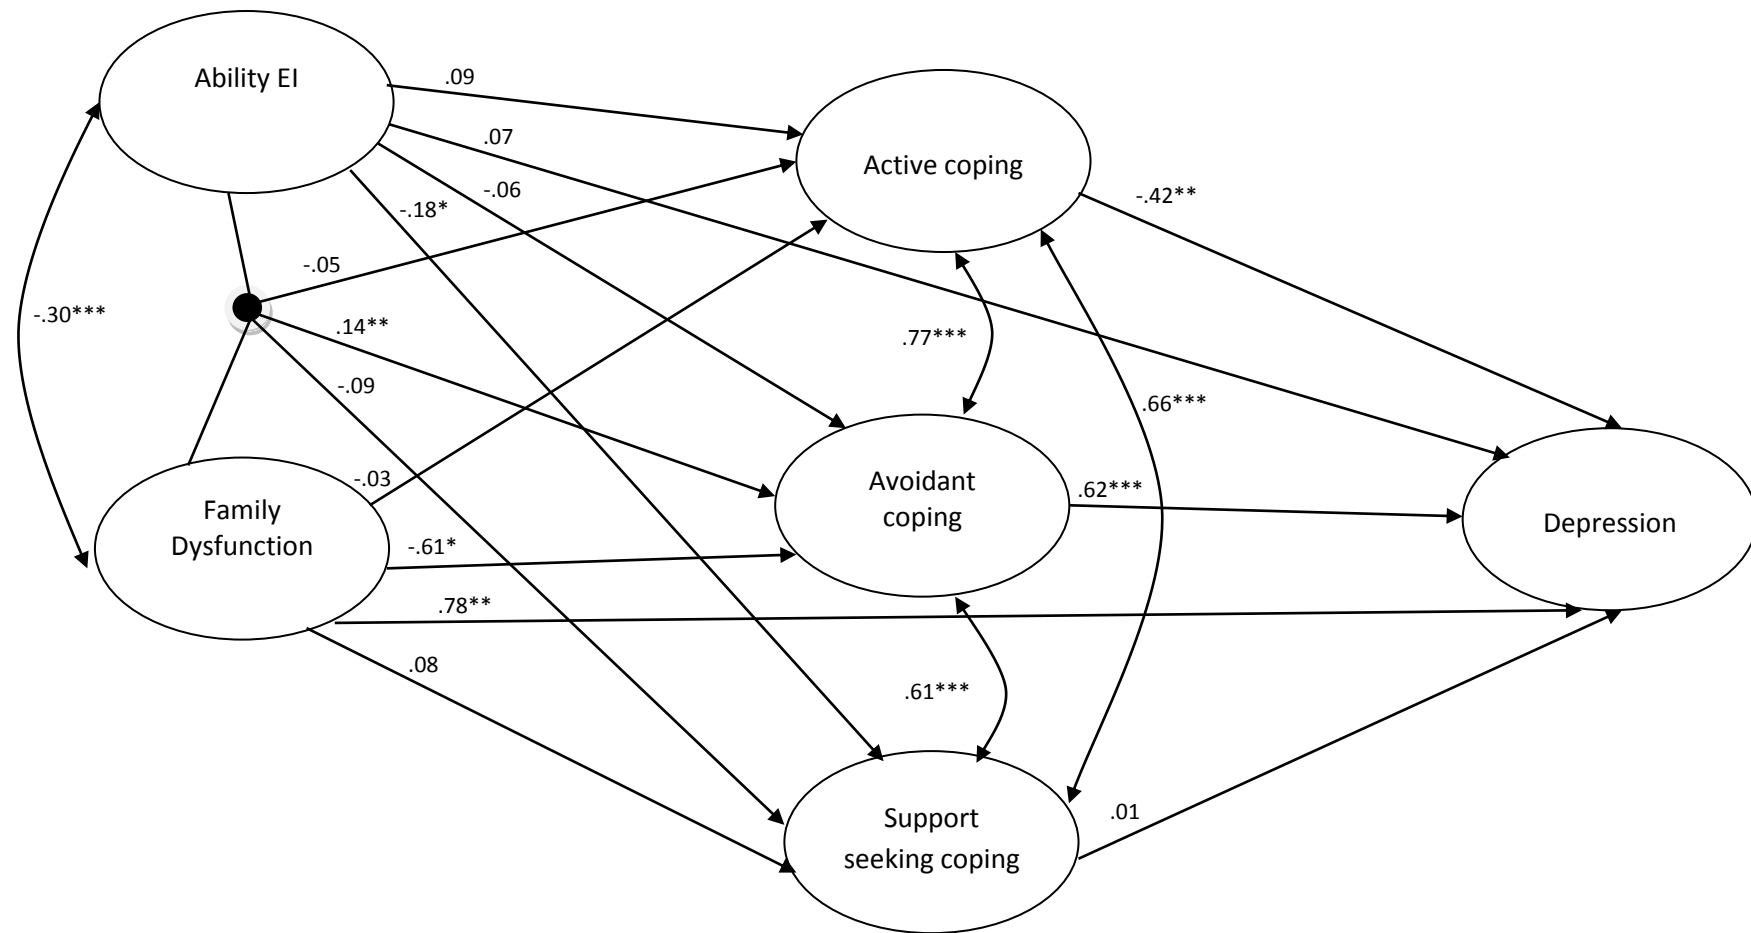 Ability EI
.09
.07
-.06
-.18*
Active coping
-.42**
-.05
-.30***
.14**
.77***
-.09
.66***
-.03
Avoidant
coping
.62***
Family
Dysfunction
Depression
-.61*
.78**
.08
.61***
Support
seeking coping
.01